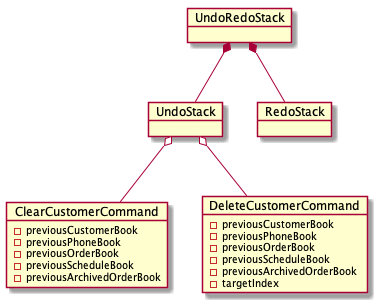 UndoRedoStack
UndoStack
RedoStack
ClearCustomerCommand
previousCustomerBook
previousPhoneBook
previousOrderBook
previousScheduleBook
previousArchivedOrderBook
DeleteCustomerCommand
previousCustomerBook
previousPhoneBook
previousOrderBook
previousScheduleBook
previousArchivedOrderBook
targetIndex